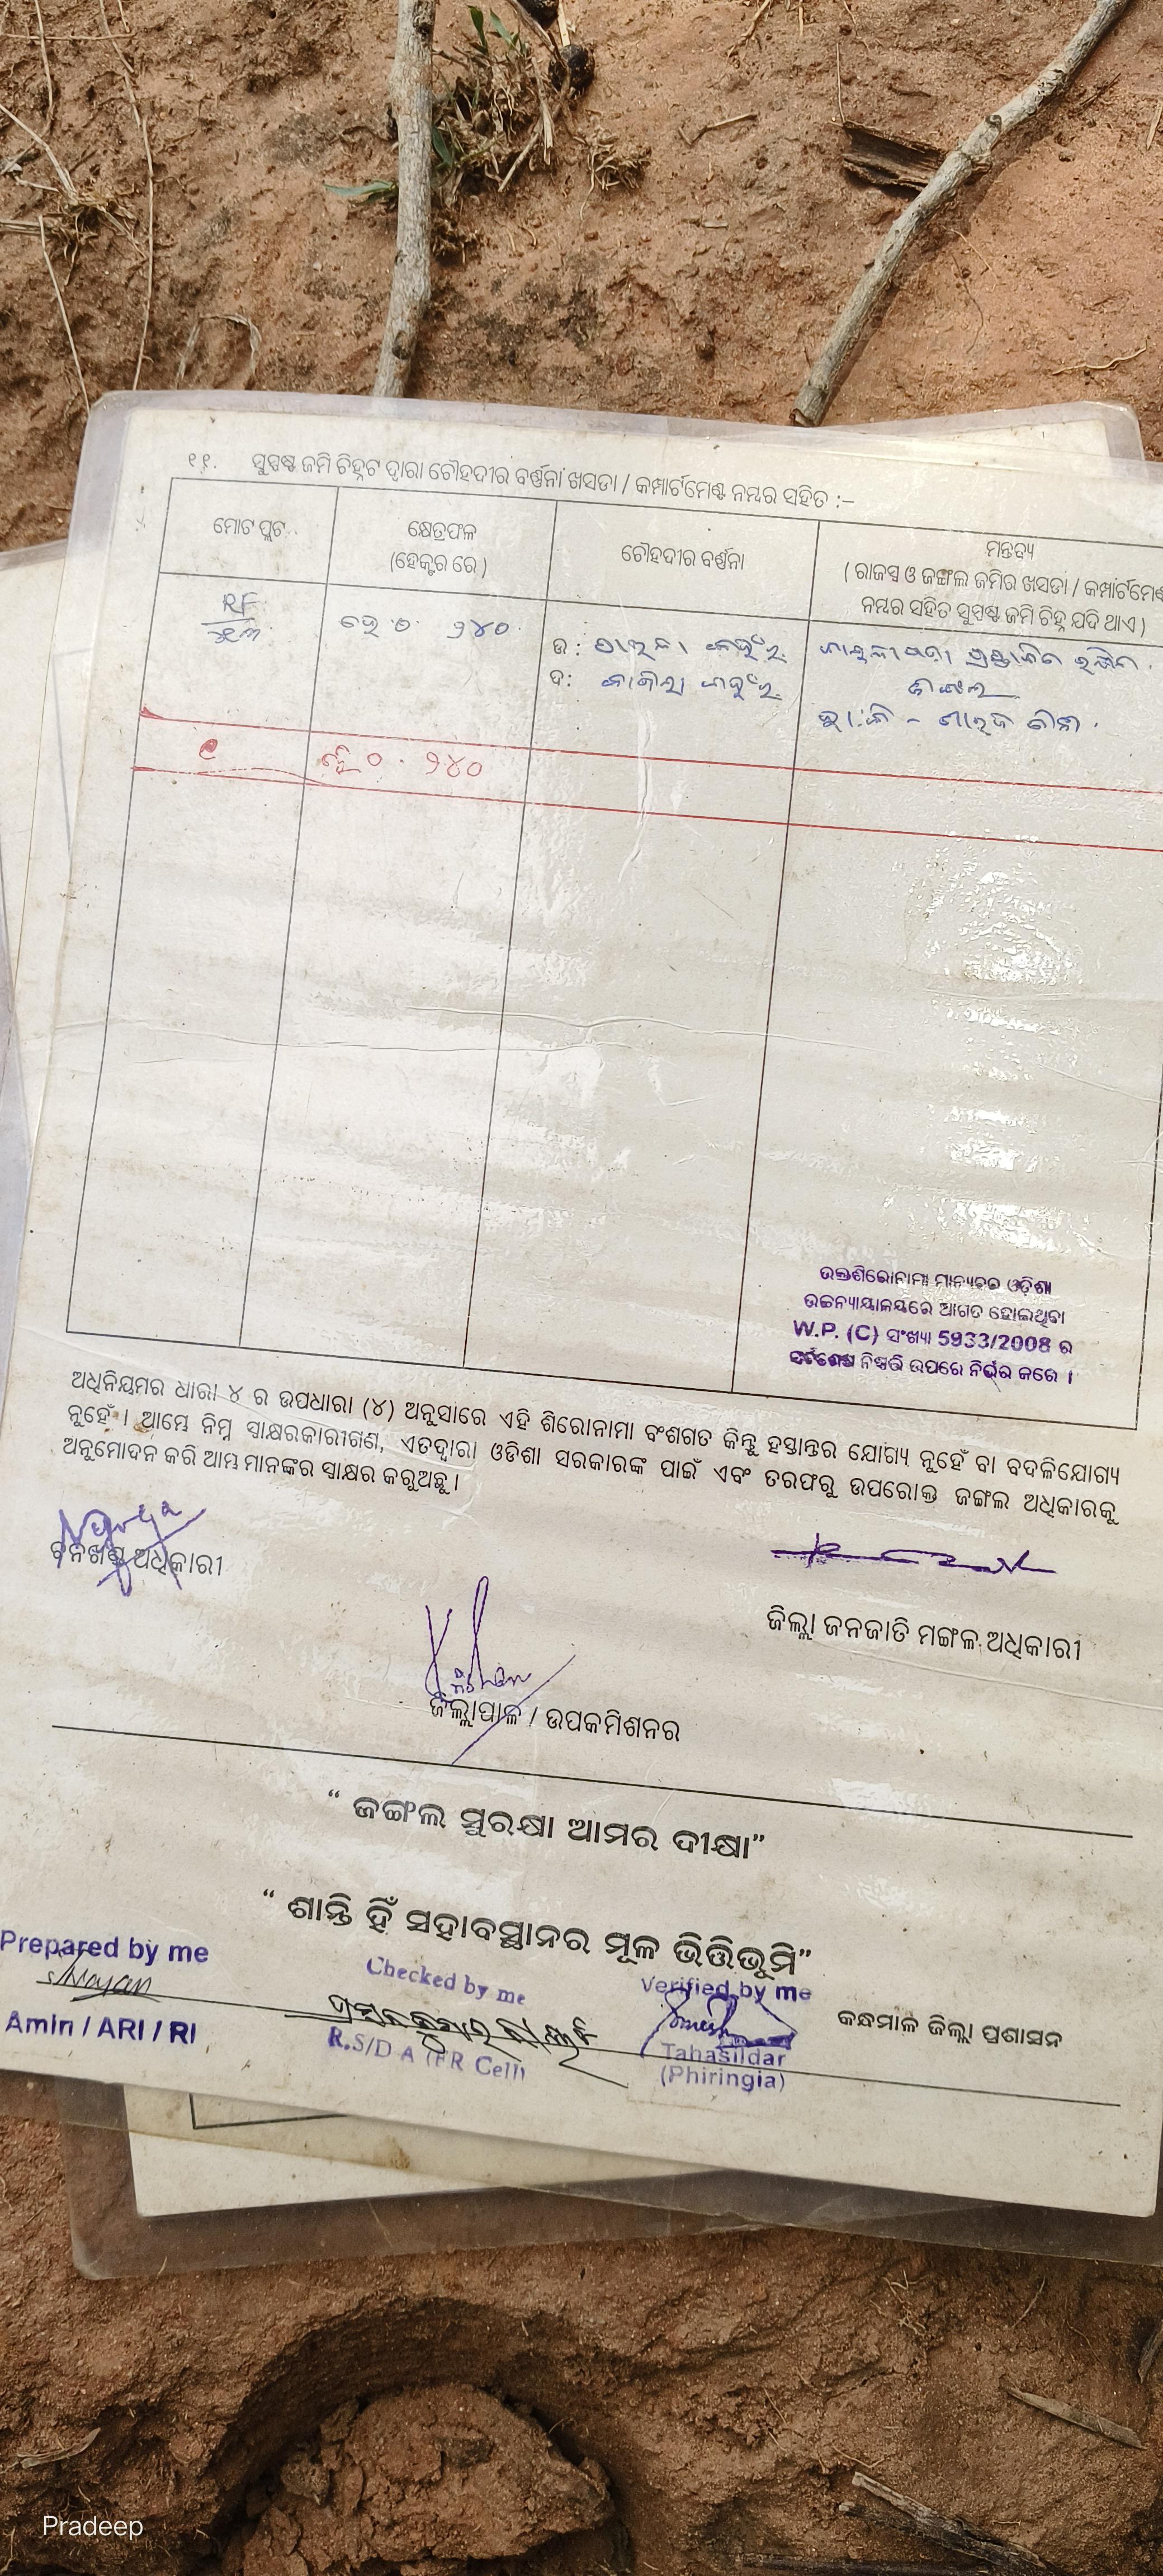 ୧୧. ସୁସ୍ପଷ୍ଟ ଜମି ଚିହ୍ନଟ ଦ୍ୱାରା ଚୌହଦୀର ବର୍ଣ୍ଣନା ଖସଡା / କମ୍ପାର୍ଟମେଣ୍ଟ ନମ୍ବର ସହିତ :–
ମୋଟ ପ୍ଲଟ
କ୍ଷେତ୍ରଫଳ
(ହେକ୍ଟର ରେ )
ଚୌହଦୀର ବର୍ଣ୍ଣନା
ମନ୍ତବ୍ୟ
( ରାଜସ୍ୱ ଓ ଜଙ୍ଗଲ ଜମିର ଖସଡା / କମ୍ପାର୍ଟମେଣ୍ଟ
ନମ୍ବର ସହିତ ସୁସ୍ପଷ୍ଟ ଜମି ଚିହ୍ନ ଯଦି ଥାଏ )
RF
ହେ ୦. ୨୪୦
ଉ :
ଦ:
୧
ହେ ୦. ୨୪୦
ଉକ୍ତଶିରୋନାମା ମାନ୍ୟବର ଓଡ଼ିଶା
ଉଚ୍ଚନ୍ୟାୟାଳୟରେ ଆଗତ ହୋଇଥିବା
W.P. (C) ସଂଖ୍ୟା 5933/2008 ର
ସର୍ବଶେଷ ନିଷ୍ପତ୍ତି ଉପରେ ନିର୍ଭର କରେ ।
ଅଧିନିୟମର ଧାରା ୪ ର ଉପଧାରା (୪) ଅନୁସାରେ ଏହି ଶିରୋନାମା ବଂଶଗତ କିନ୍ତୁ ହସ୍ତାନ୍ତର ଯୋଗ୍ୟ ନୁହେଁ ବା ବଦଳିଯୋଗ୍ୟ
ନୁହେଁ । ଆମ୍ଭେ ନିମ୍ନ ସ୍ୱାକ୍ଷରକାରୀଗଣ, ଏତଦ୍ଦ୍ୱାରା ଓଡିଶା ସରକାରଙ୍କ ପାଇଁ ଏବଂ ତରଫରୁ ଉପରୋକ୍ତ ଜଙ୍ଗଲ ଅଧିକାରକୁ
ଅନୁମୋଦନ କରି ଆମ୍ଭ ମାନଙ୍କର ସ୍ୱାକ୍ଷର କରୁଅଛୁ ।
ବନଖଣ୍ଡ ଅଧିକାରୀ
ଜିଲ୍ଲା ଜନଜାତି ମଙ୍ଗଳ ଅଧିକାରୀ
ଜିଲ୍ଲାପାଳ / ଉପକମିଶନର
“ ଜଙ୍ଗଲ ସୁରକ୍ଷା ଆମର ଦୀକ୍ଷା”
“ ଶାନ୍ତି ହିଁ ସହାବସ୍ଥାନର ମୂଳ ଭିତ୍ତିଭୂମି”
Prepared by me
Checked by me
Verified by me
କନ୍ଧମାଳ ଜିଲ୍ଲା ପ୍ରଶାସନ
Amin / ARI / RI
R.S/D A (FR Cell)
Tahasildar
(Phiringia)
Pradeep